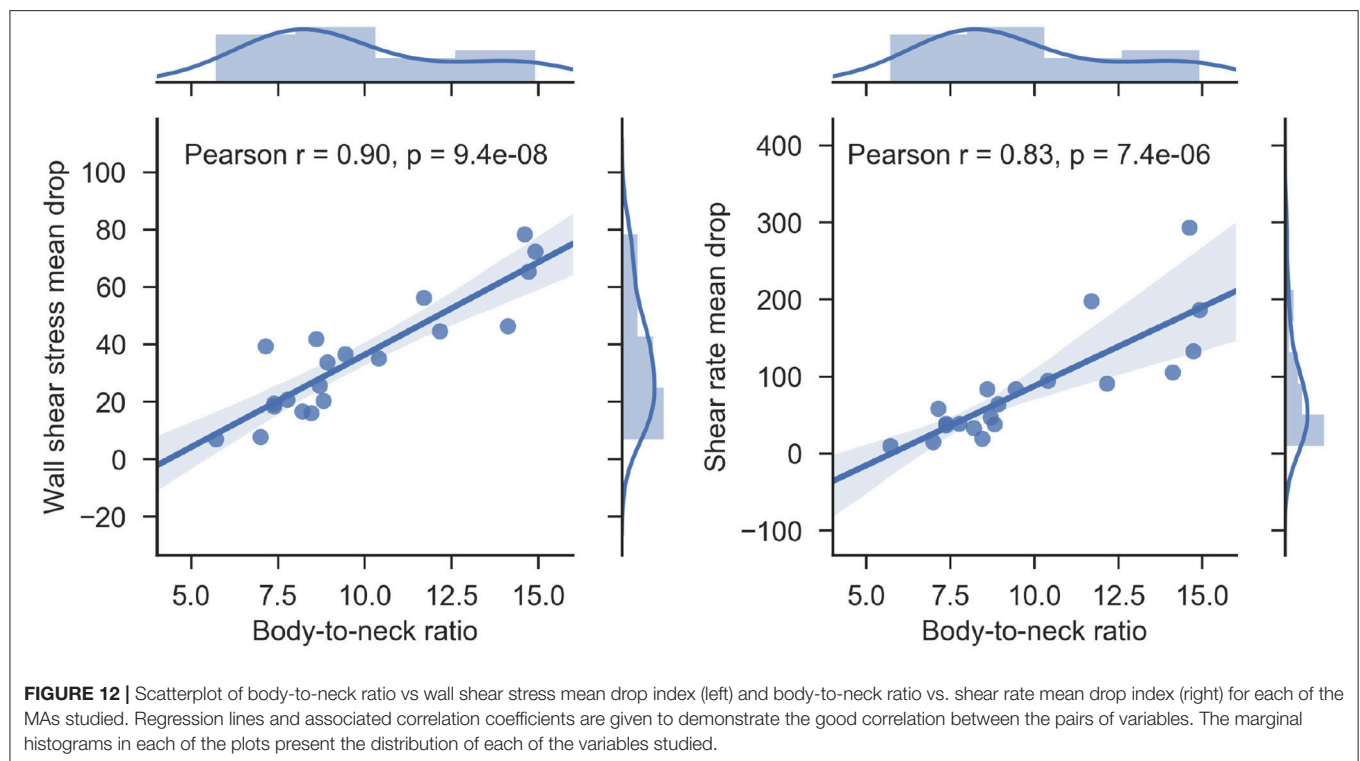 Pearson r = 0.90, p = 9.4e-08
Wall shear stress mean drop
100
80
60
40
20
0
−20
5.0 7.5 10.0 12.5 15.0
Body-to-neck ratio
Pearson r = 0.83, p = 7.4e-06
Shear rate mean drop
400
300
200
100
0
−100
5.0 7.5 10.0 12.5 15.0
Body-to-neck ratio
FIGURE 12 | Scatterplot of body-to-neck ratio vs wall shear stress mean drop index (left) and body-to-neck ratio vs. shear rate mean drop index (right) for each of the
MAs studied. Regression lines and associated correlation coefficients are given to demonstrate the good correlation between the pairs of variables. The marginal
histograms in each of the plots present the distribution of each of the variables studied.